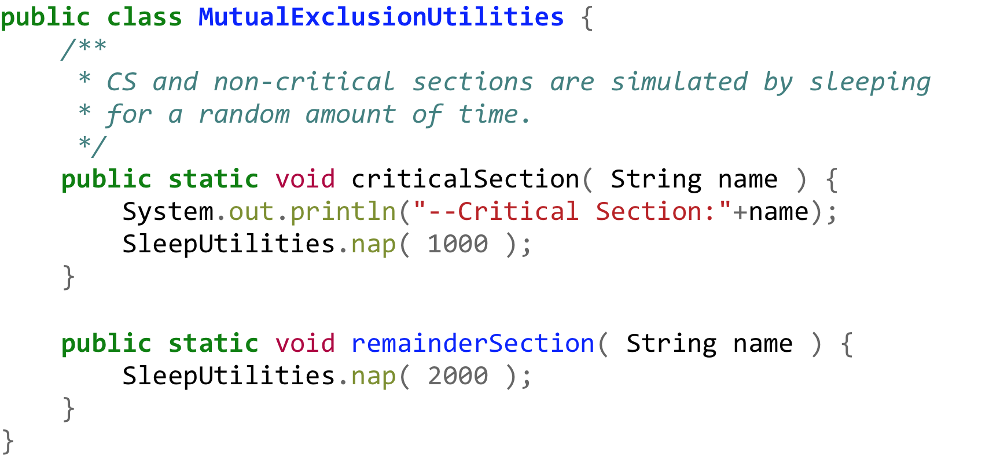 public class MutualExclusionUtilities {
    /**
     * CS and non-critical sections are simulated by sleeping
     * for a random amount of time.
     */
    public static void criticalSection( String name ) {
        System.out.println("--Critical Section:"+name);
        SleepUtilities.nap( 1000 );
    }

    public static void remainderSection( String name ) {
        SleepUtilities.nap( 2000 );
    }
}